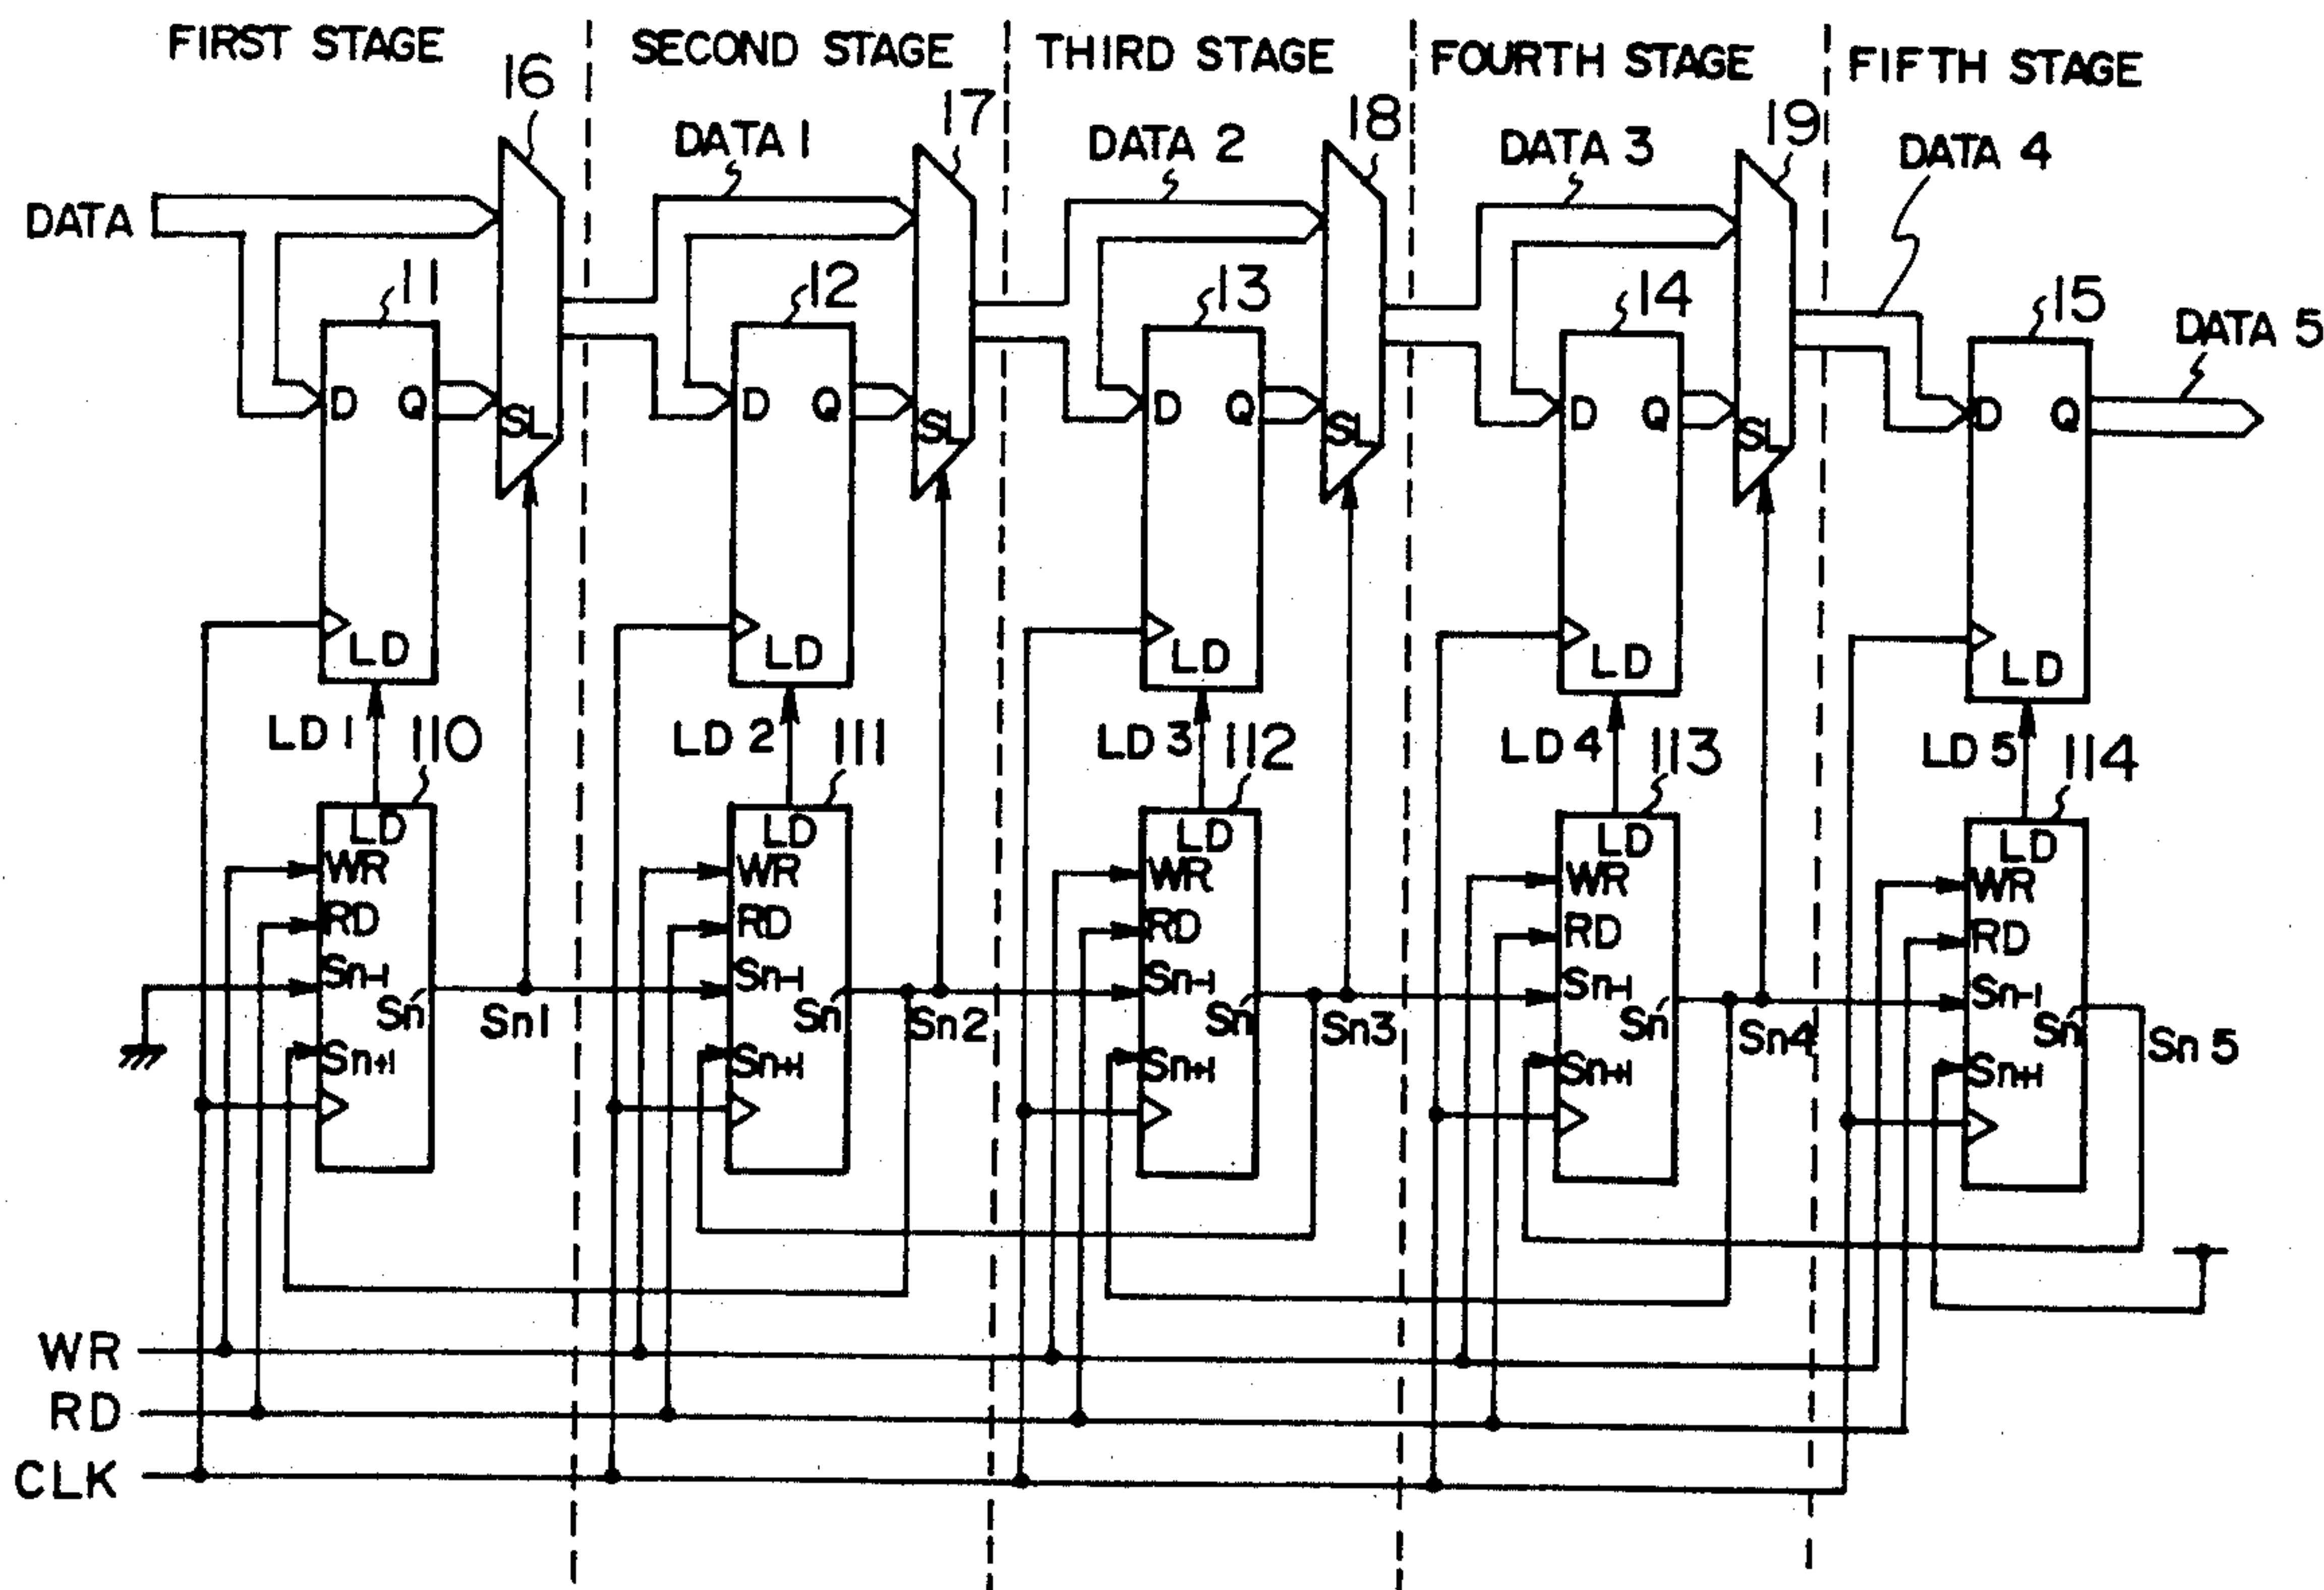 FIRST STAGE
SECOND STAGE
THIRD STAGE
FOURTH STAGE
FIFTH STAGE
16
17
18
19
DATA
DATA 1
DATA 2
DATA 3
DATA 4
DATA 5
11
12
13
14
15
D Q
SL
D Q
SL
D Q
SL
D Q
SL
D Q
LD
LD
LD
LD
LD
LD 1
110
LD 2
111
LD 3
112
LD 4
113
LD 5
114
LD
WR
RD
Sn-1
Sn
Sn+1
Sn1
LD
WR
RD
Sn-1
Sn
Sn+1
Sn2
LD
WR
RD
Sn-1
Sn
Sn+1
Sn3
LD
WR
RD
Sn-1
Sn
Sn+1
Sn4
LD
WR
RD
Sn-1
Sn
Sn+1
Sn5
WR
RD
CLK